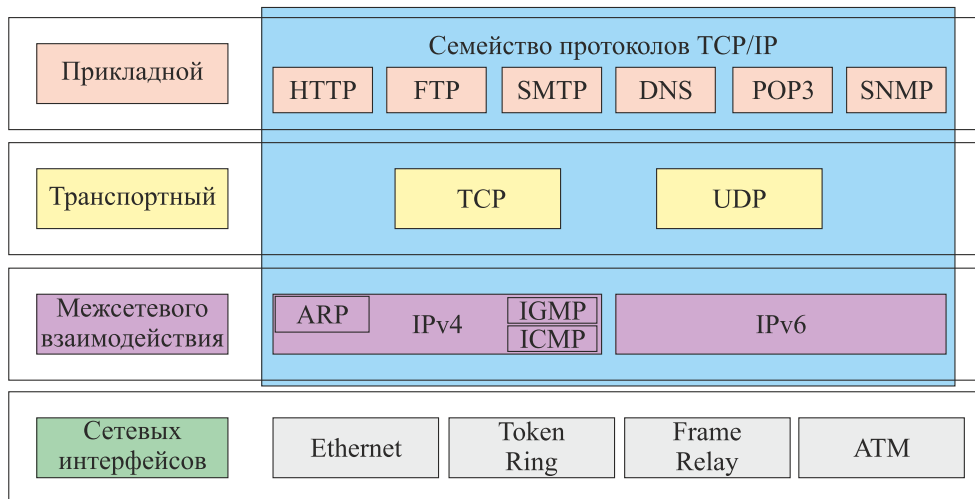 Семейство протоколов TCP/IP
Прикладной
HTTP
FTP
SMTP
DNS
POP3
SNMP
Транспортный
TCP
UDP
Межсетевого
взаимодействия
ARP
IPv4
IGMP
ICMP
IPv6
Сетевых
интерфейсов
Ethernet
Token
Ring
Frame
Relay
ATM